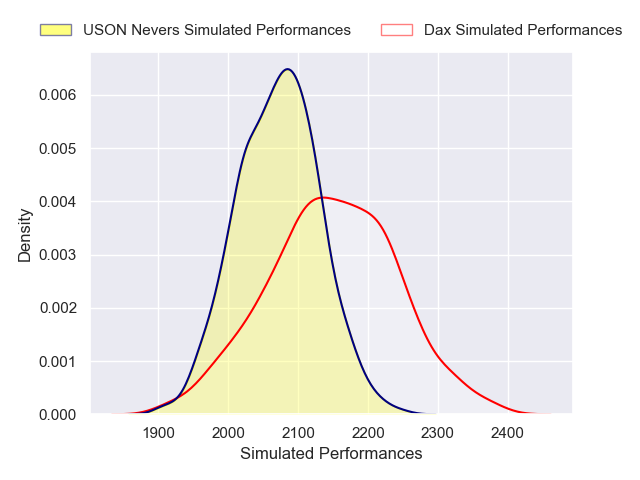 USON Nevers Simulated Performances
Dax Simulated Performances
0.006
0.005
0.004
0.003
0.002
0.001
0.000
Density
1900 2000 2100 2200 2300 2400
Simulated Performances